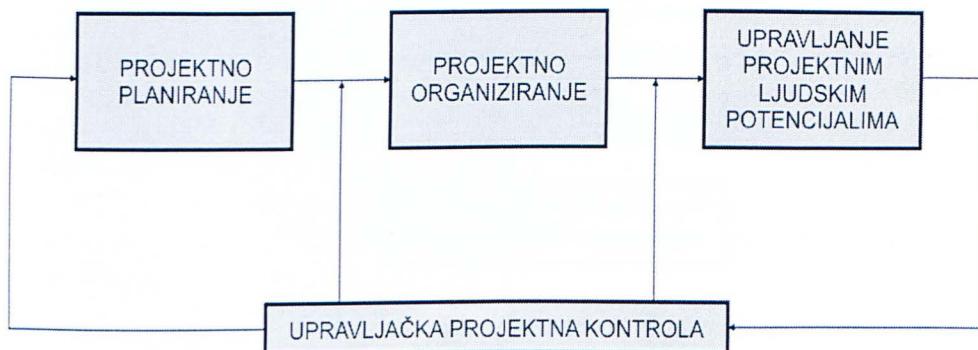 PROJEKTNO
PLANIRANJE
PROJEKTNO
ORGANIZIRANJE
UPRAVLJANJE
PROJEKTNIM
LJUDSKIM
POTENCIJALIMA
UPRAVLJAČKA PROJEKTNA KONTROLA